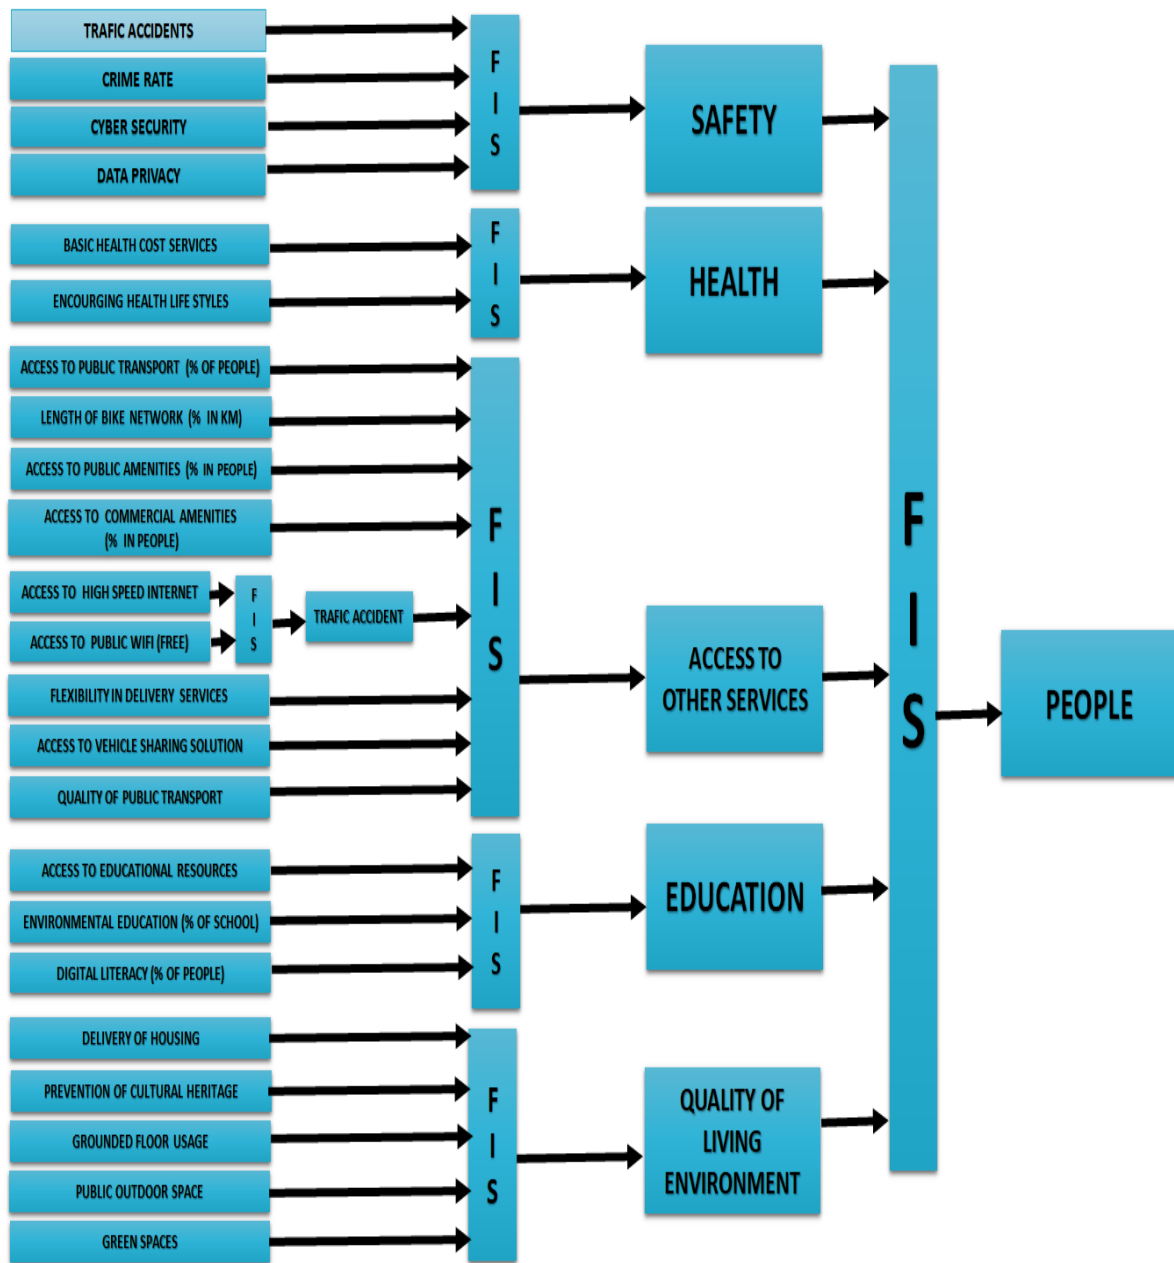 TRAFIC ACCIDENTS
CRIME RATE
CYBER SECURITY
DATA PRIVACY
F
I
S
SAFETY
BASIC HEALTH COST SERVICES
ENCOURGING HEALTH LIFE STYLES
F
I
S
HEALTH
ACCESS TO PUBLIC TRANSPORT (% OF PEOPLE)
LENGTH OF BIKE NETWORK (% IN KM)
ACCESS TO PUBLIC AMENITIES (% IN PEOPLE)
ACCESS TO COMMERCIAL AMENITIES
(% IN PEOPLE)
ACCESS TO HIGH SPEED INTERNET
ACCESS TO PUBLIC WIFI (FREE)
F
I
S
TRAFIC ACCIDENT
FLEXIBILITY IN DELIVERY SERVICES
ACCESS TO VEHICLE SHARING SOLUTION
QUALITY OF PUBLIC TRANSPORT
F
I
S
ACCESS TO
OTHER SERVICES
ACCESS TO EDUCATIONAL RESOURCES
ENVIRONMENTAL EDUCATION (% OF SCHOOL)
DIGITAL LITERACY (% OF PEOPLE)
F
I
S
EDUCATION
DELIVERY OF HOUSING
PREVENTION OF CULTURAL HERITAGE
GROUNDED FLOOR USAGE
PUBLIC OUTDOOR SPACE
GREEN SPACES
F
I
S
QUALITY OF
LIVING
ENVIRONMENT
F
I
S
PEOPLE